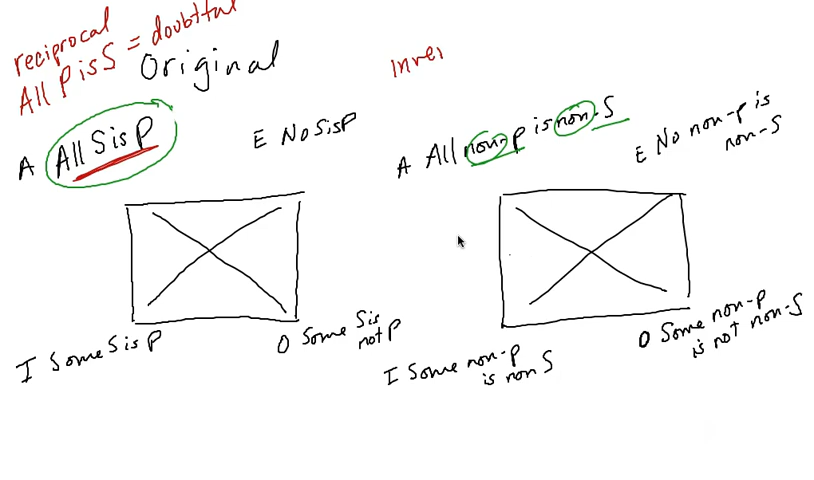 reciprocal
All P is S = doubtful
Original
Inver
A All S is P
E No S is P
A All non-p is non-S
E No non-p is
non-S
I Some S is P
O Some S is
not P
I Some non-p
is non S
O Some non-p
is not non-S